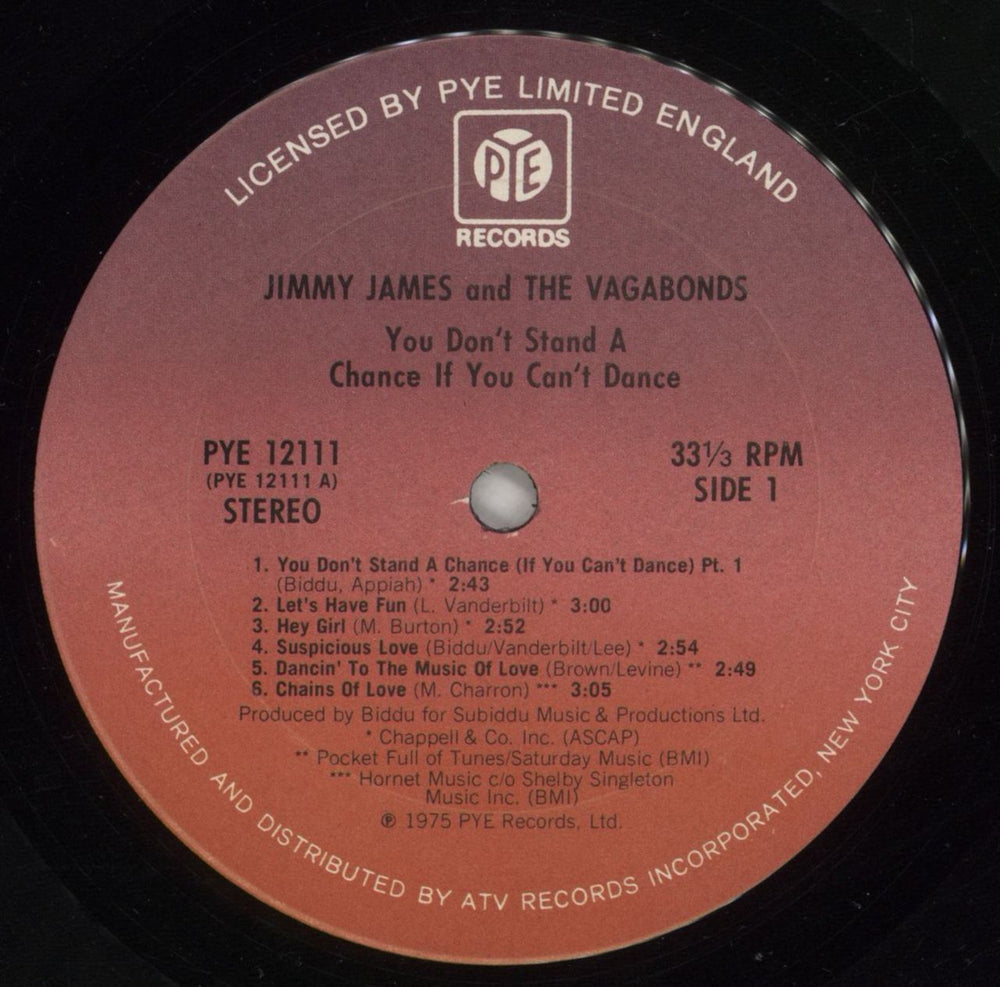 LICENSED BY PYE LIMITED ENGLAND
PYE
RECORDS
JIMMY JAMES and THE VAGABONDS
You Don't Stand A
Chance If You Can't Dance
PYE 12111
(PYE 12111 A)
STEREO
33⅓ RPM
SIDE 1
1. You Don't Stand A Chance (If You Can't Dance) Pt. 1
(Biddu, Appiah) * 2:43
2. Let's Have Fun (L. Vanderbilt) * 3:00
3. Hey Girl (M. Burton) * 2:52
4. Suspicious Love (Biddu/Vanderbilt/Lee) * 2:54
5. Dancin' To The Music Of Love (Brown/Levine) ** 2:49
6. Chains Of Love (M. Charron) *** 3:05
Produced by Biddu for Subiddu Music & Productions Ltd.
* Chappell & Co. Inc. (ASCAP)
** Pocket Full of Tunes/Saturday Music (BMI)
*** Hornet Music c/o Shelby Singleton
Music Inc. (BMI)
℗ 1975 PYE Records, Ltd.
MANUFACTURED AND DISTRIBUTED BY ATV RECORDS INCORPORATED, NEW YORK CITY